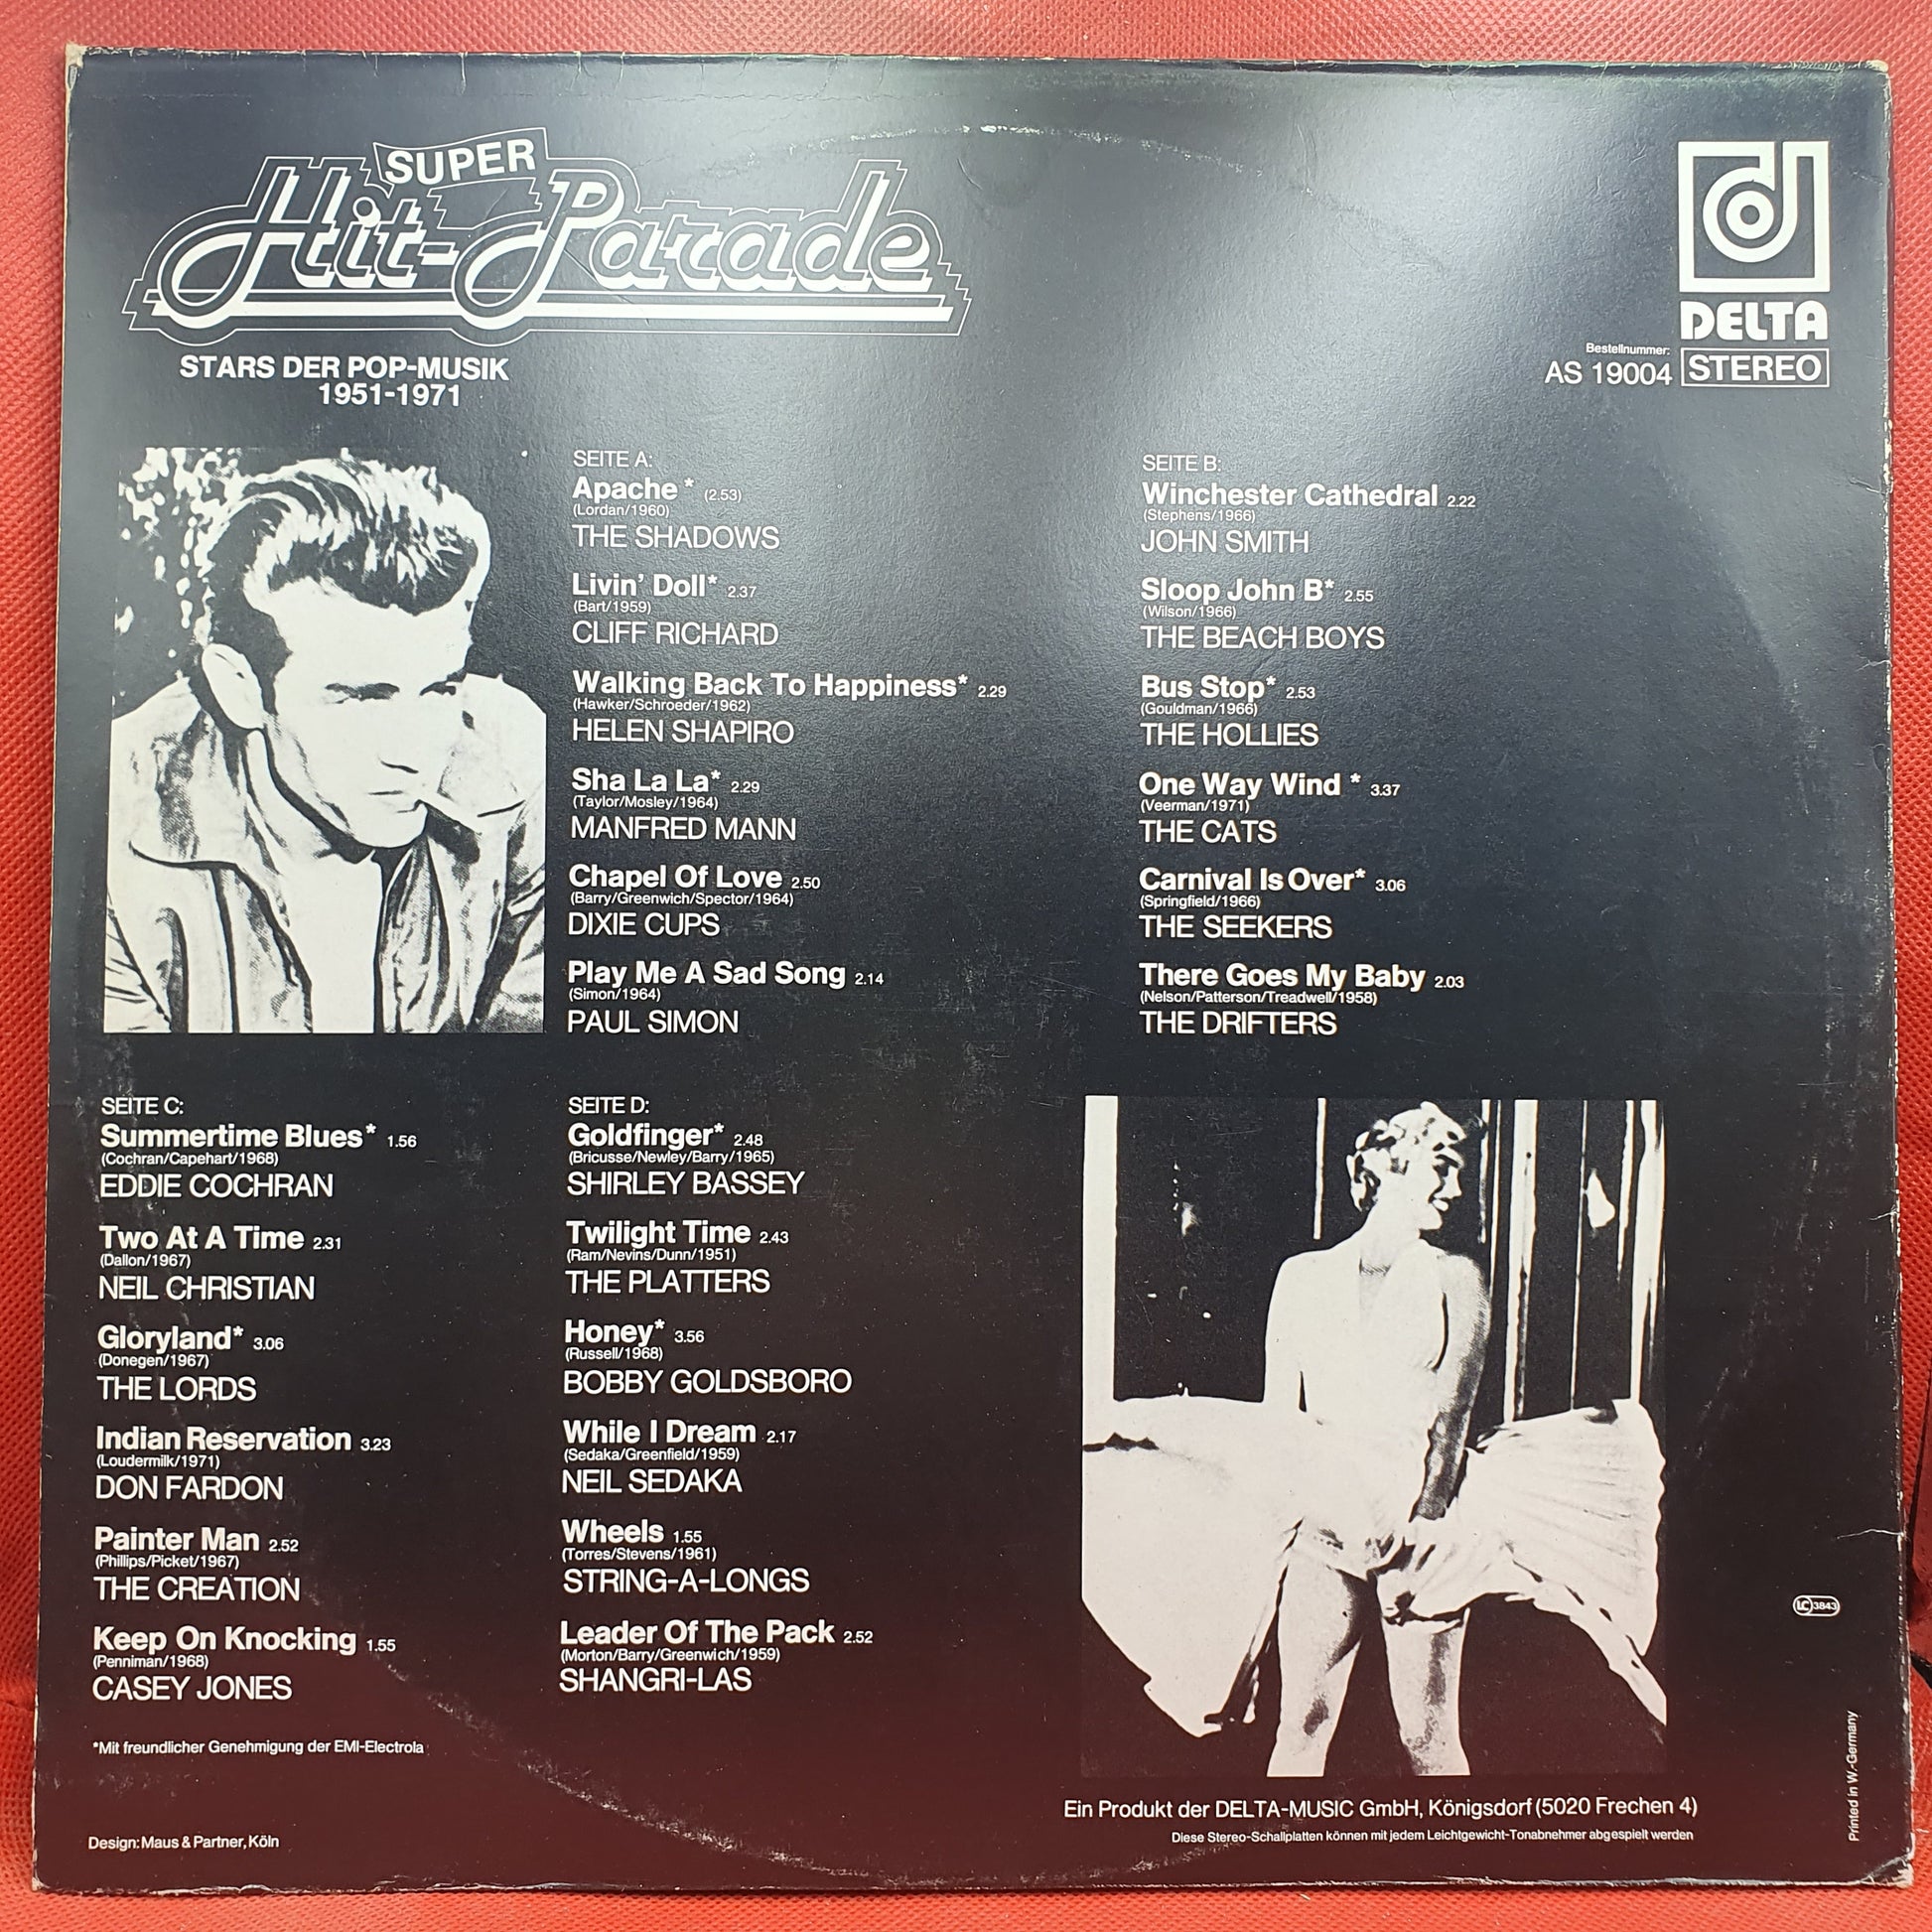 SUPER
Hit-Parade
STARS DER POP-MUSIK
1951-1971
DELTA
Bestellnummer:
AS 19004 STEREO
SEITE A:
Apache * (2.53)
(Lordan/1960)
THE SHADOWS
Livin' Doll* 2.37
(Bart/1959)
CLIFF RICHARD
Walking Back To Happiness* 2.29
(Hawker/Schroeder/1962)
HELEN SHAPIRO
Sha La La* 2.29
(Taylor/Mosley/1964)
MANFRED MANN
Chapel Of Love 2.50
(Barry/Greenwich/Spector/1964)
DIXIE CUPS
Play Me A Sad Song 2.14
(Simon/1964)
PAUL SIMON
SEITE B:
Winchester Cathedral 2.22
(Stephens/1966)
JOHN SMITH
Sloop John B* 2.55
(Wilson/1966)
THE BEACH BOYS
Bus Stop* 2.53
(Gouldman/1966)
THE HOLLIES
One Way Wind * 3.37
(Veerman/1971)
THE CATS
Carnival Is Over* 3.06
(Springfield/1966)
THE SEEKERS
There Goes My Baby 2.03
(Nelson/Patterson/Treadwell/1958)
THE DRIFTERS
SEITE C:
Summertime Blues* 1.56
(Cochran/Capehart/1968)
EDDIE COCHRAN
Two At A Time 2.31
(Dallon/1967)
NEIL CHRISTIAN
Gloryland* 3.06
(Donegen/1967)
THE LORDS
Indian Reservation 3.23
(Loudermilk/1971)
DON FARDON
Painter Man 2.52
(Phillips/Picket/1967)
THE CREATION
Keep On Knocking 1.55
(Penniman/1968)
CASEY JONES
SEITE D:
Goldfinger* 2.48
(Bricusse/Newley/Barry/1965)
SHIRLEY BASSEY
Twilight Time 2.43
(Ram/Nevins/Dunn/1951)
THE PLATTERS
Honey* 3.56
(Russell/1968)
BOBBY GOLDSBORO
While I Dream 2.17
(Sedaka/Greenfield/1959)
NEIL SEDAKA
Wheels 1.55
(Torres/Stevens/1961)
STRING-A-LONGS
Leader Of The Pack 2.52
(Morton/Barry/Greenwich/1959)
SHANGRI-LAS
*Mit freundlicher Genehmigung der EMI-Electrola
Design: Maus & Partner, Köln
LC 3843
Ein Produkt der DELTA-MUSIC GmbH, Königsdorf (5020 Frechen 4)
Diese Stereo-Schallplatten können mit jedem Leichtgewicht-Tonabnehmer abgespielt werden
Printed in W.-Germany